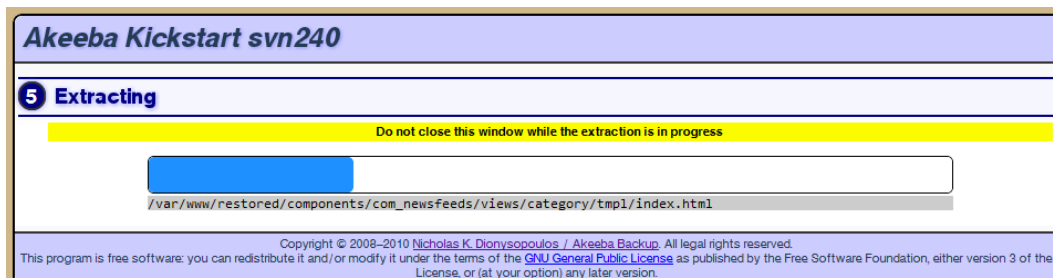 Akeeba Kickstart svn240
5 Extracting
Do not close this window while the extraction is in progress
/var/www/restored/components/com_newsfeeds/views/category/tmpl/index.html
Copyright © 2008–2010 Nicholas K. Dionysopoulos / Akeeba Backup. All legal rights reserved.
This program is free software: you can redistribute it and/or modify it under the terms of the GNU General Public License as published by the Free Software Foundation, either version 3 of the
License, or (at your option) any later version.